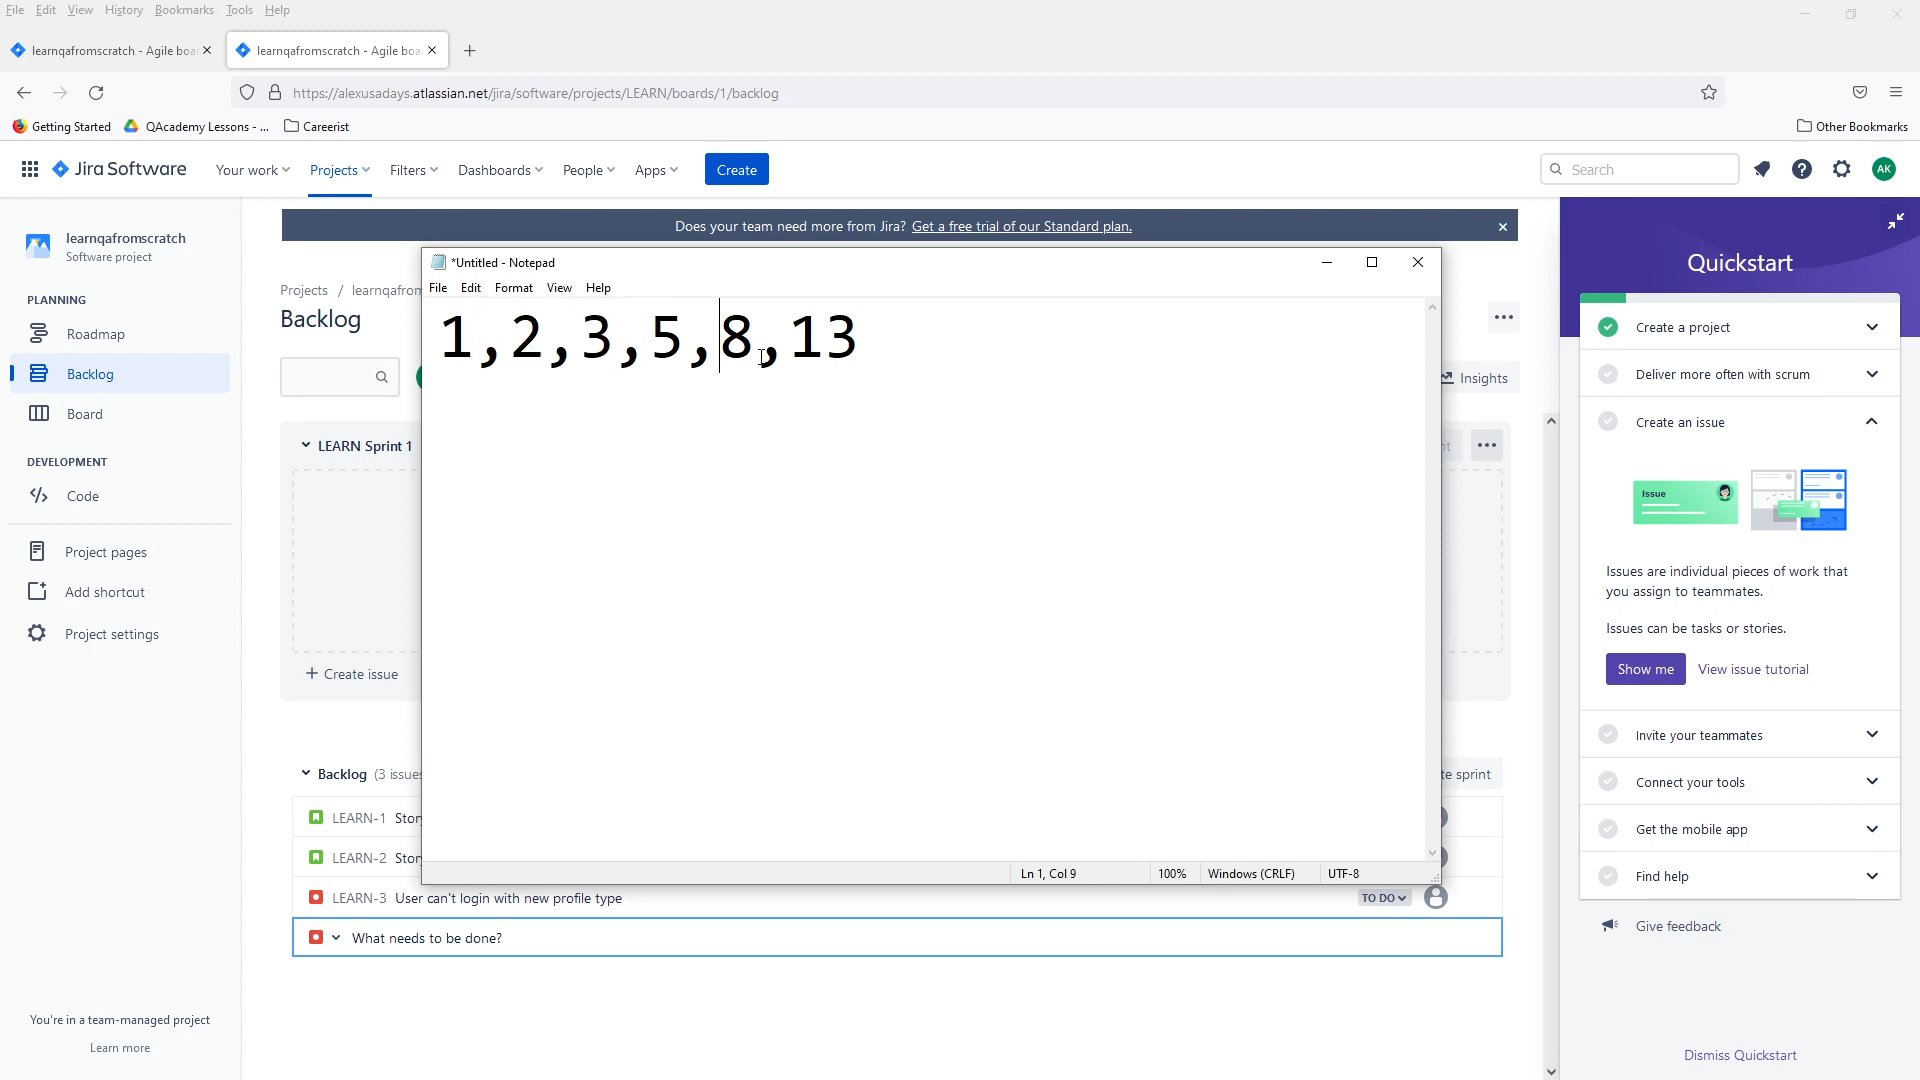 File Edit View History Bookmarks Tools Help
learnqafromscratch - Agile boar
learnqafromscratch - Agile boar
https://alexusadays.atlassian.net/jira/software/projects/LEARN/boards/1/backlog
Getting Started QAcademy Lessons - ... Careerist Other Bookmarks
Jira Software Your work Projects Filters Dashboards People Apps Create Search AK
learnqafromscratch
Software project
PLANNING
Roadmap
Backlog
Board
DEVELOPMENT
Code
Project pages
Add shortcut
Project settings
You're in a team-managed project
Learn more
Does your team need more from Jira? Get a free trial of our Standard plan.
Projects / learnqafrom
Backlog
Insights
LEARN Sprint 1
+ Create issue
*Untitled - Notepad
File Edit Format View Help
1,2,3,5,8,13
Ln 1, Col 9 100% Windows (CRLF) UTF-8
Backlog (3 issues
te sprint
LEARN-1 Story
LEARN-2 Story
LEARN-3 User can't login with new profile type TO DO
What needs to be done?
Quickstart
Create a project
Deliver more often with scrum
Create an issue
Issue
Issues are individual pieces of work that
you assign to teammates.
Issues can be tasks or stories.
Show me View issue tutorial
Invite your teammates
Connect your tools
Get the mobile app
Find help
Give feedback
Dismiss Quickstart